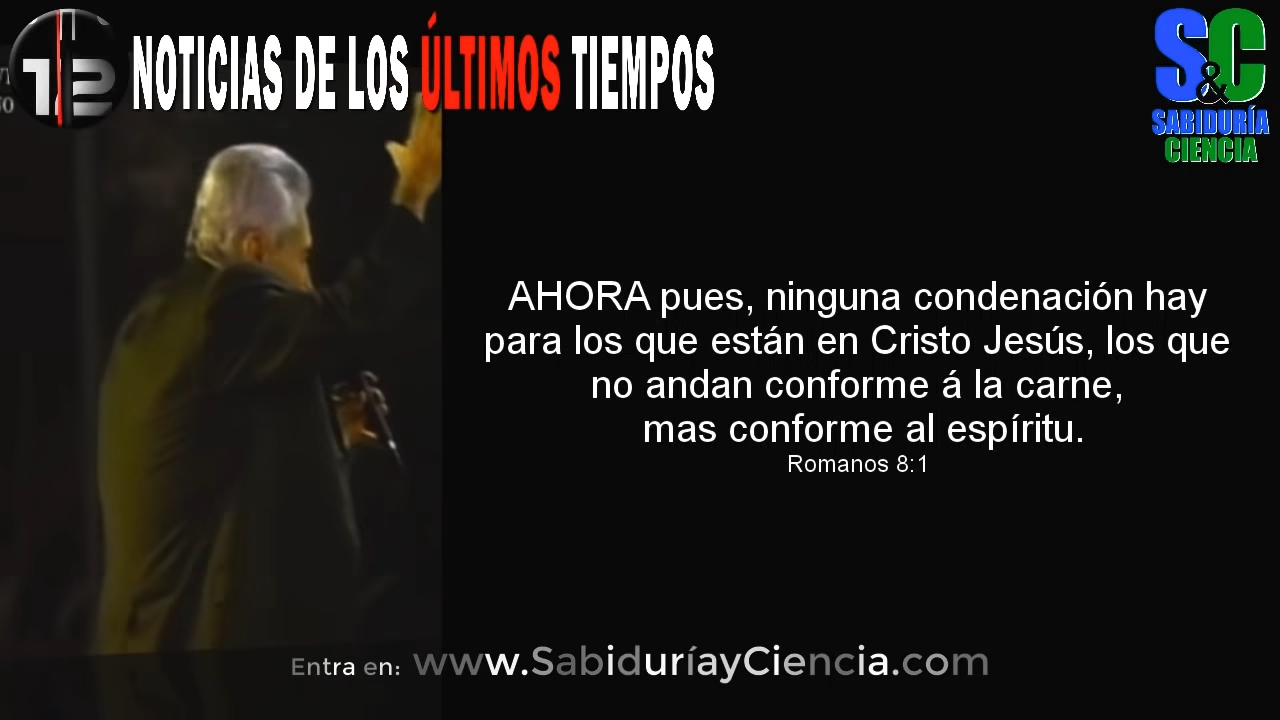 12
NOTICIAS DE LOS ÚLTIMOS TIEMPOS
S&C
SABIDURÍA
CIENCIA
AHORA pues, ninguna condenación hay
para los que están en Cristo Jesús, los que
no andan conforme á la carne,
mas conforme al espíritu.
Romanos 8:1
Entra en: www.SabiduríayCiencia.com